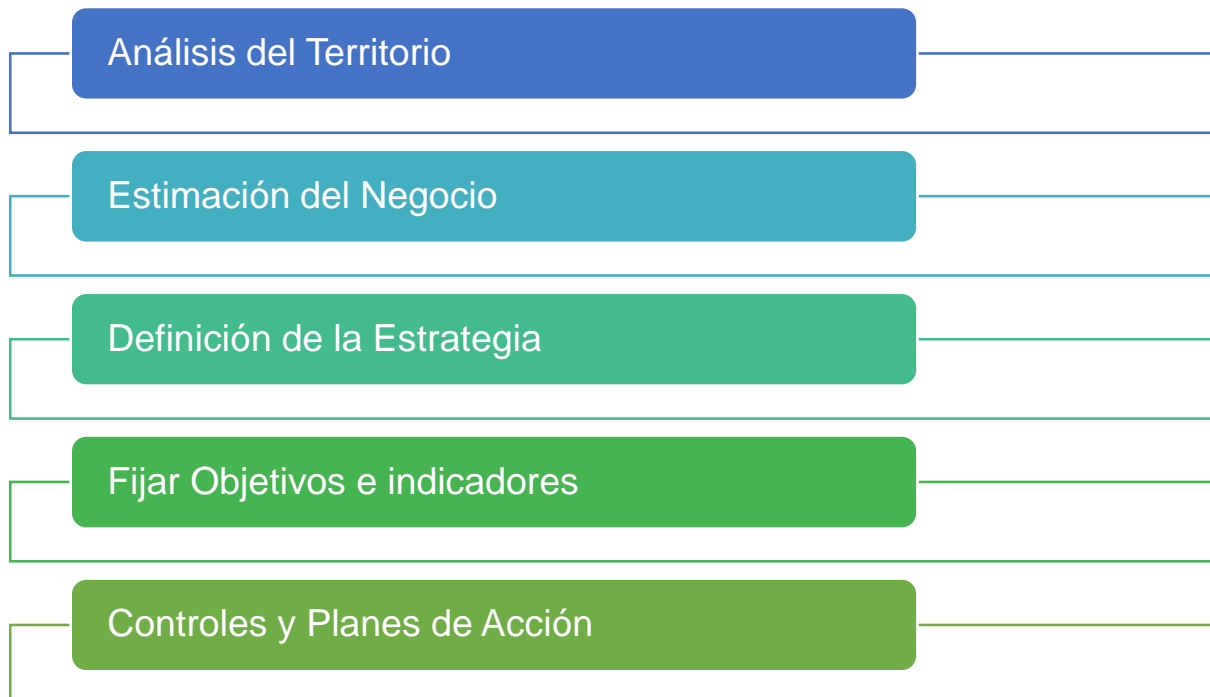 Análisis del Territorio
Estimación del Negocio
Definición de la Estrategia
Fijar Objetivos e indicadores
Controles y Planes de Acción